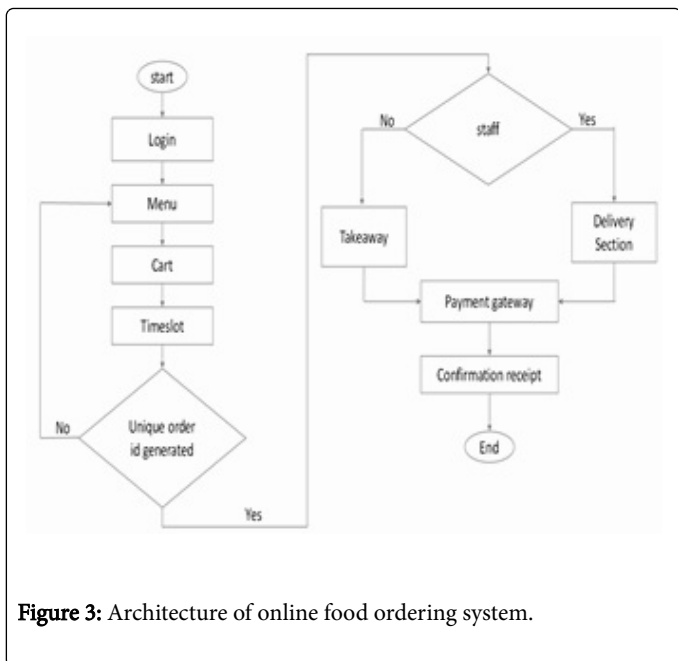 start
Login
Menu
Cart
Timeslot
Unique order
id generated
No
Yes
staff
No
Yes
Takeaway
Delivery
Section
Payment gateway
Confirmation receipt
End
Figure 3: Architecture of online food ordering system.